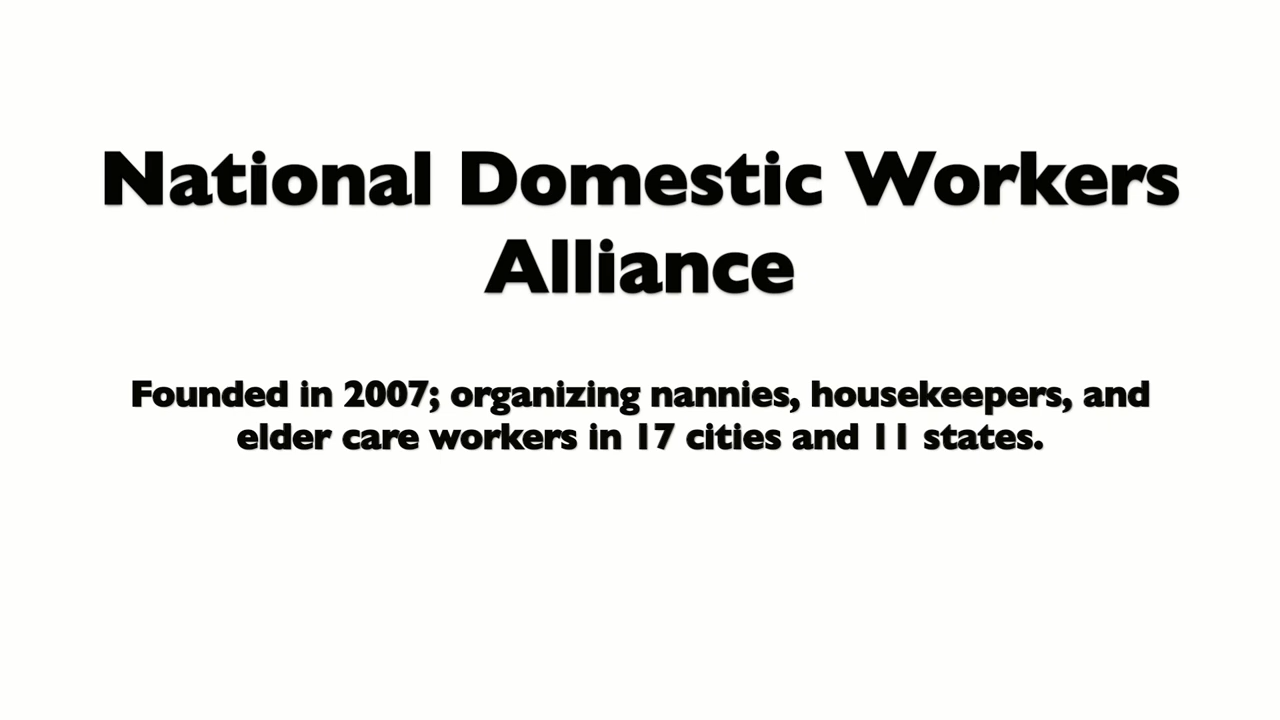 National Domestic Workers
Alliance
Founded in 2007; organizing nannies, housekeepers, and
elder care workers in 17 cities and 11 states.